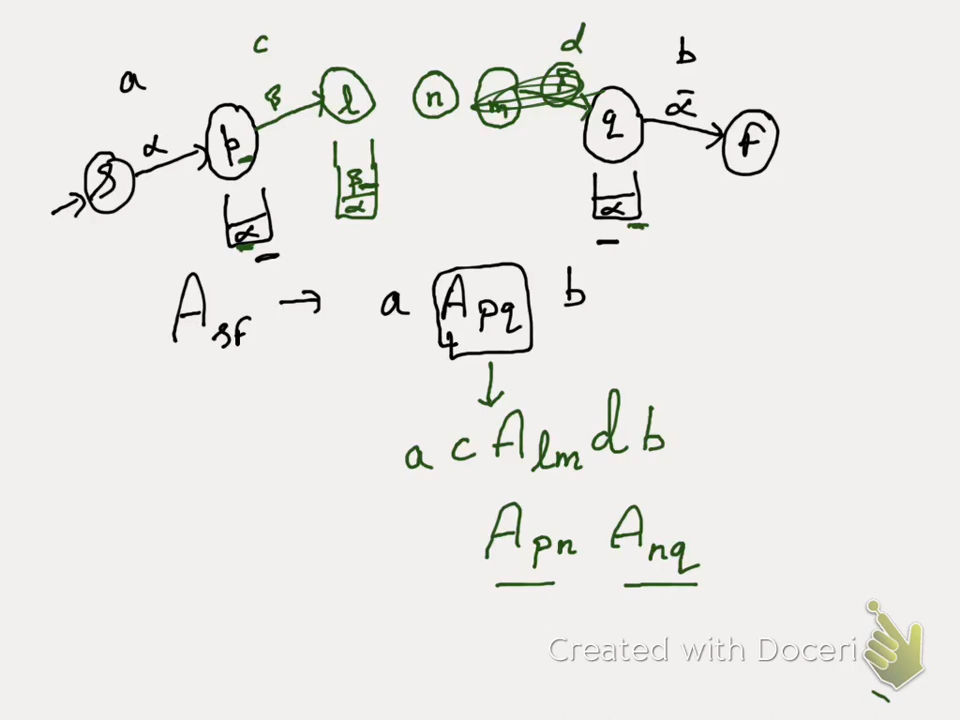 c d b
a
β l n m q ᾱ f
s α p
β
α α
α
A_sf → a A_pq b
a c A_lm d b
A_pn A_nq
Created with Doceri